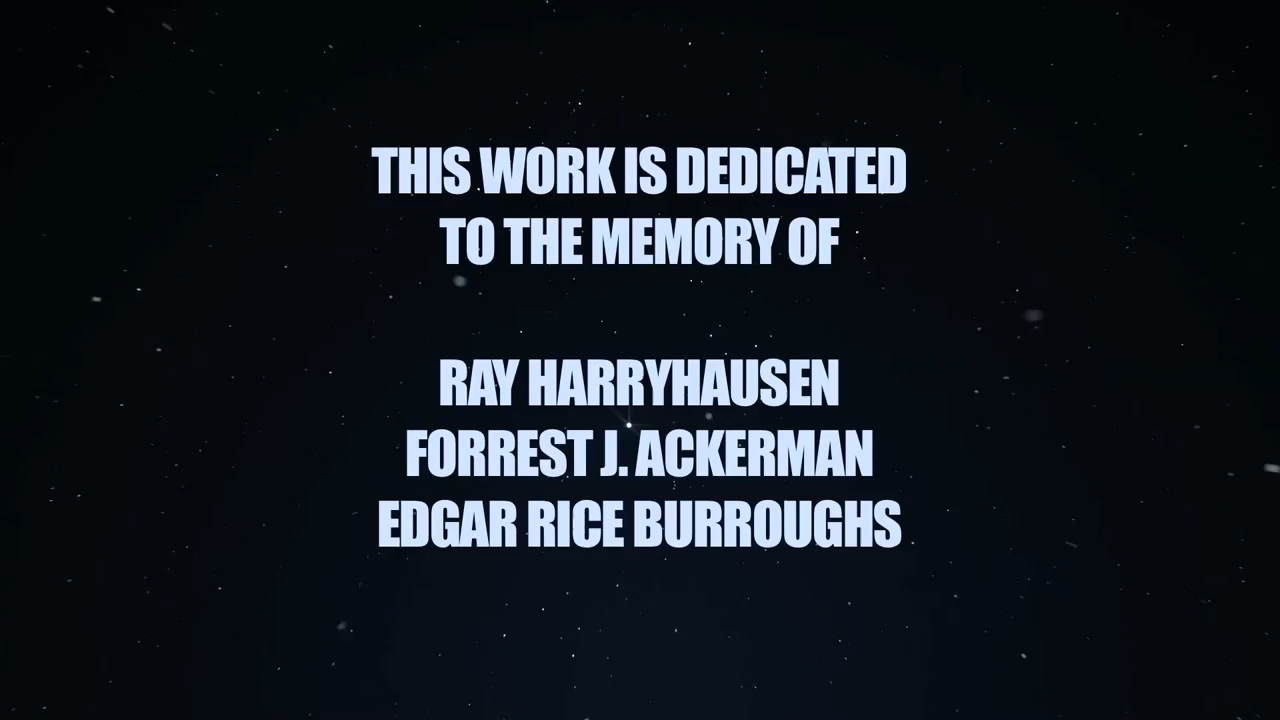 THIS WORK IS DEDICATED
TO THE MEMORY OF
RAY HARRYHAUSEN
FORREST J. ACKERMAN
EDGAR RICE BURROUGHS